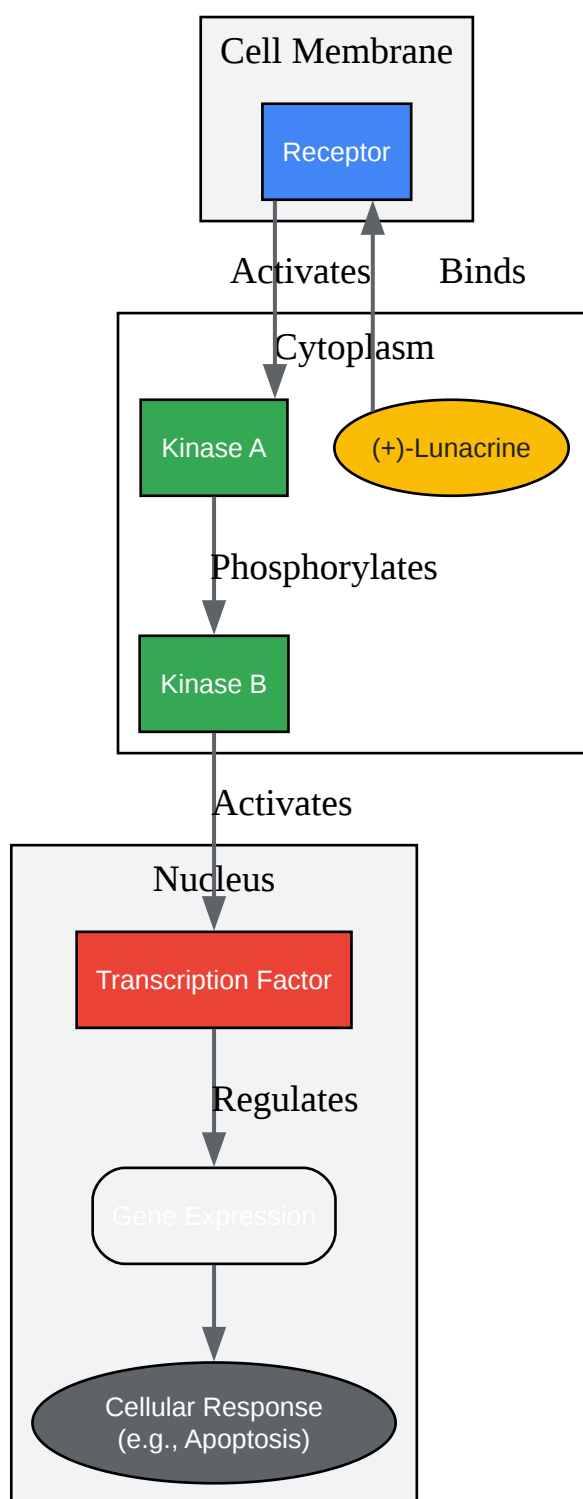 Cell Membrane
Receptor
Activates
Binds
Cytoplasm
Kinase A
(+)-Lunacrine
Phosphorylates
Kinase B
Activates
Nucleus
Transcription Factor
Regulates
Gene Expression
Cellular Response
(e.g., Apoptosis)